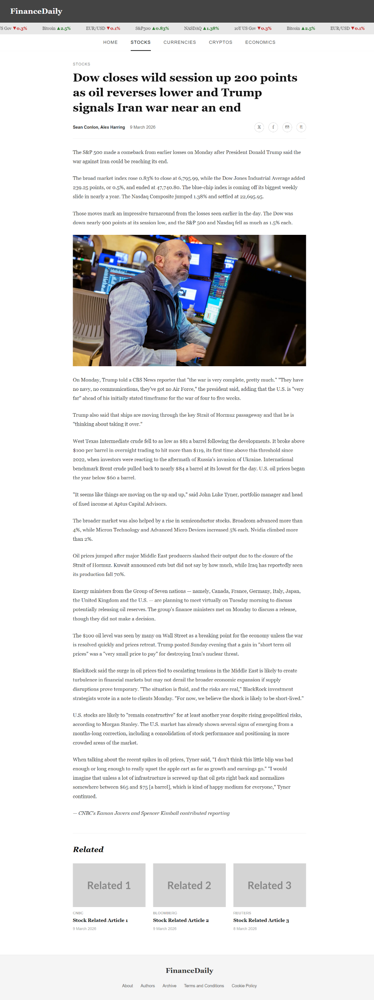 FinanceDaily
S Gov ▼0.3% Bitcoin ▲2.5% EUR/USD ▼0.1% S&P500 ▲0.83% NASDAQ ▲1.38% 10Y US Gov ▼0.3% Bitcoin ▲2.5% EUR/USD ▼0.1%
HOME STOCKS CURRENCIES CRYPTOS ECONOMICS
STOCKS
Dow closes wild session up 200 points
as oil reverses lower and Trump
signals Iran war near an end
Sean Conlon, Alex Harring 9 March 2026
The S&P 500 made a comeback from earlier losses on Monday after President Donald Trump said the
war against Iran could be reaching its end.
The broad market index rose 0.83% to close at 6,795.99, while the Dow Jones Industrial Average added
239.25 points, or 0.5%, and ended at 47,740.80. The blue-chip index is coming off its biggest weekly
slide in nearly a year. The Nasdaq Composite jumped 1.38% and settled at 22,695.95.
Those moves mark an impressive turnaround from the losses seen earlier in the day. The Dow was
down nearly 900 points at its session low, and the S&P 500 and Nasdaq fell as much as 1.5% each.
On Monday, Trump told a CBS News reporter that "the war is very complete, pretty much." "They have
no navy, no communications, they've got no Air Force," the president said, adding that the U.S. is "very
far" ahead of his initially stated timeframe for the war of four to five weeks.
Trump also said that ships are moving through the key Strait of Hormuz passageway and that he is
"thinking about taking it over."
West Texas Intermediate crude fell to as low as $81 a barrel following the developments. It broke above
$100 per barrel in overnight trading to hit more than $119, its first time above this threshold since
2022, when investors were reacting to the aftermath of Russia's invasion of Ukraine. International
benchmark Brent crude pulled back to nearly $84 a barrel at its lowest for the day. U.S. oil prices began
the year below $60 a barrel.
"It seems like things are moving on the up and up," said John Luke Tyner, portfolio manager and head
of fixed income at Aptus Capital Advisors.
The broader market was also helped by a rise in semiconductor stocks. Broadcom advanced more than
4%, while Micron Technology and Advanced Micro Devices increased 5% each. Nvidia climbed more
than 2%.
Oil prices jumped after major Middle East producers slashed their output due to the closure of the
Strait of Hormuz. Kuwait announced cuts but did not say by how much, while Iraq has reportedly seen
its production fall 70%.
Energy ministers from the Group of Seven nations — namely, Canada, France, Germany, Italy, Japan,
the United Kingdom and the U.S. — are planning to meet virtually on Tuesday morning to discuss
potentially releasing oil reserves. The group's finance ministers met on Monday to discuss a release,
though they did not make a decision.
The $100 oil level was seen by many on Wall Street as a breaking point for the economy unless the war
is resolved quickly and prices retreat. Trump posted Sunday evening that a gain in "short term oil
prices" was a "very small price to pay" for destroying Iran's nuclear threat.
BlackRock said the surge in oil prices tied to escalating tensions in the Middle East is likely to create
turbulence in financial markets but may not derail the broader economic expansion if supply
disruptions prove temporary. "The situation is fluid, and the risks are real," BlackRock investment
strategists wrote in a note to clients Monday. "For now, we believe the shock is likely to be short-lived."
U.S. stocks are likely to "remain constructive" for at least another year despite rising geopolitical risks,
according to Morgan Stanley. The U.S. market has already shown several signs of emerging from a
months-long correction, including a consolidation of stock performance and positioning in more
crowded areas of the market.
When talking about the recent spikes in oil prices, Tyner said, "I don't think this little blip was bad
enough or long enough to really upset the apple cart as far as growth and earnings go." "I would
imagine that unless a lot of infrastructure is screwed up that oil gets right back and normalizes
somewhere between $65 and $75 [a barrel], which is kind of happy medium for everyone," Tyner
continued.
— CNBC's Eamon Javers and Spencer Kimball contributed reporting
Related
Related 1 Related 2 Related 3
CNBC BLOOMBERG REUTERS
Stock Related Article 1 Stock Related Article 2 Stock Related Article 3
9 March 2026 9 March 2026 8 March 2026
FinanceDaily
About Authors Archive Terms and Conditions Cookie Policy